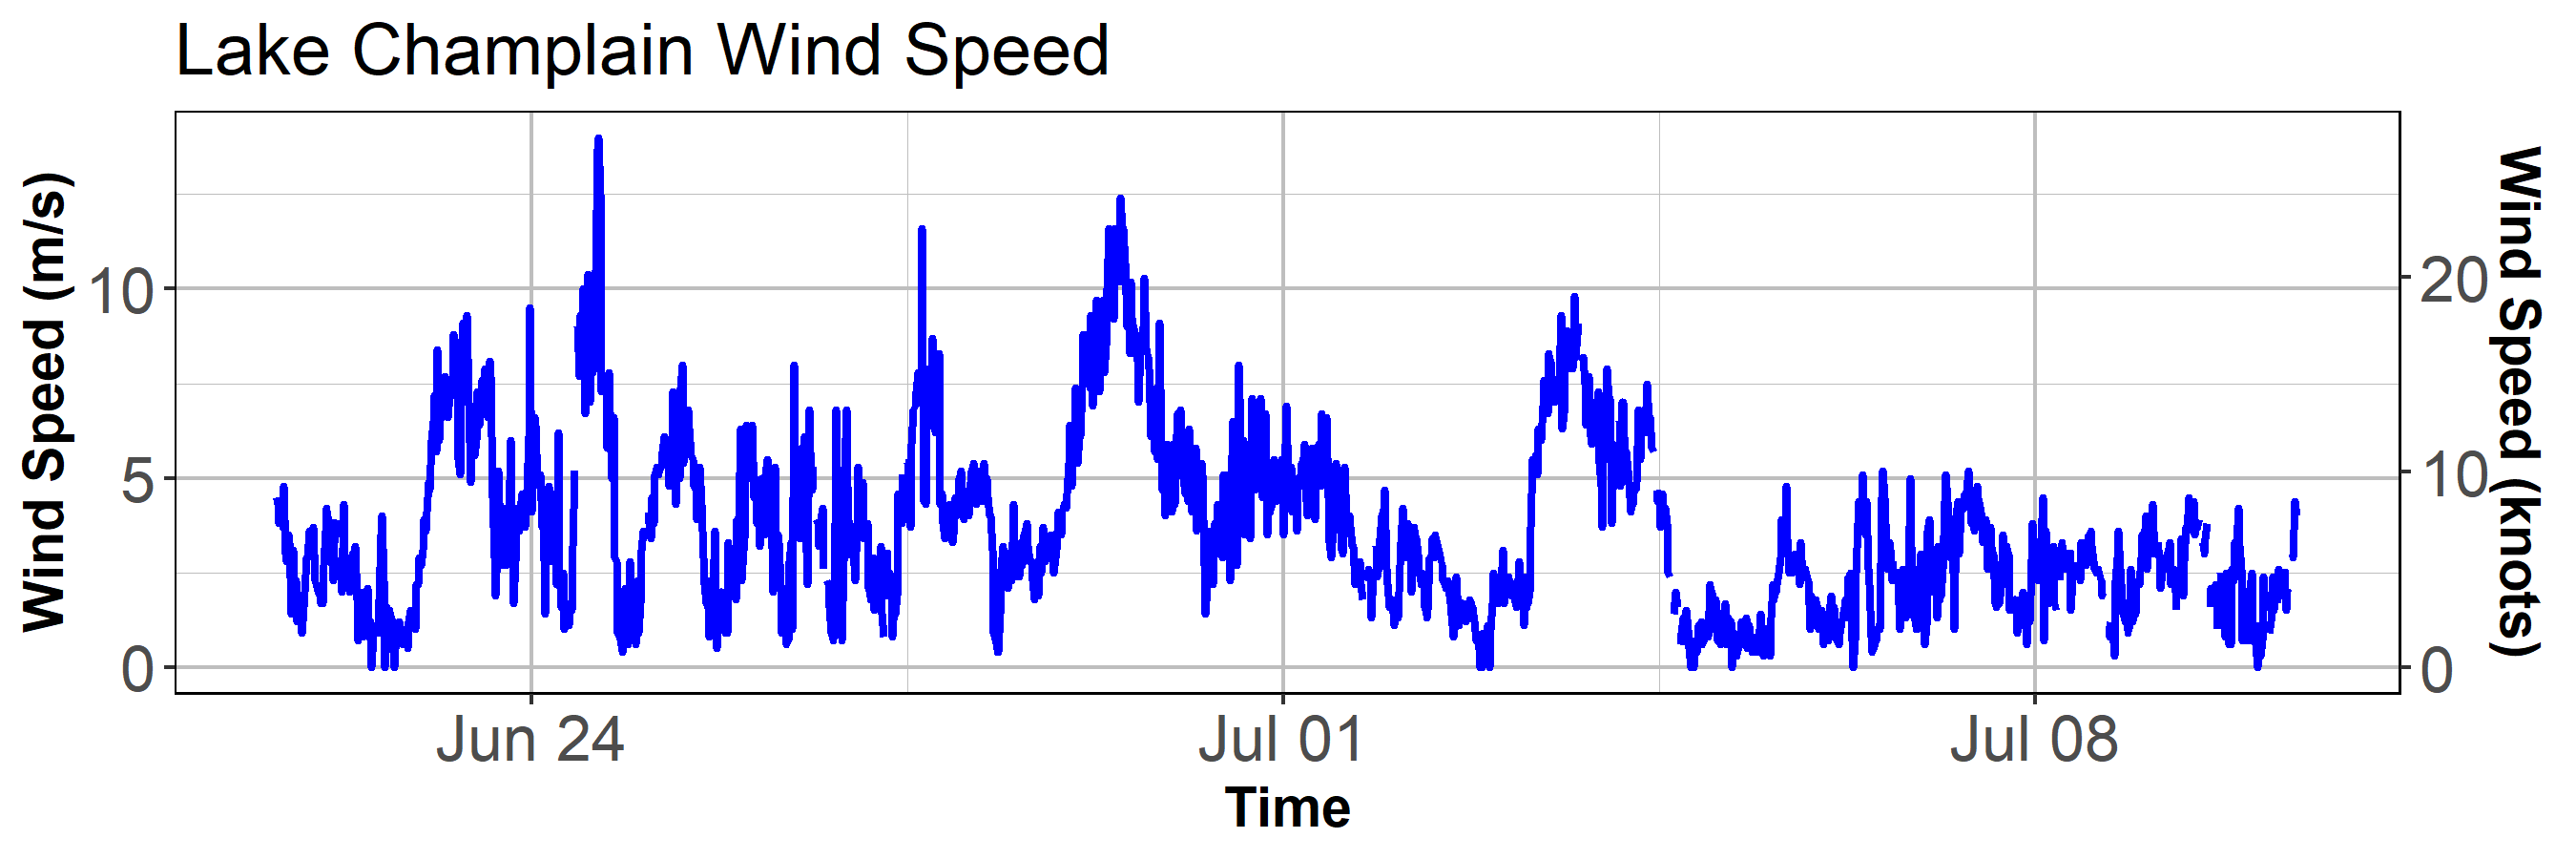 Lake Champlain Wind Speed
Wind Speed (m/s)
10
5
0
20
10
0
Wind Speed (knots)
Jun 24
Jul 01
Jul 08
Time